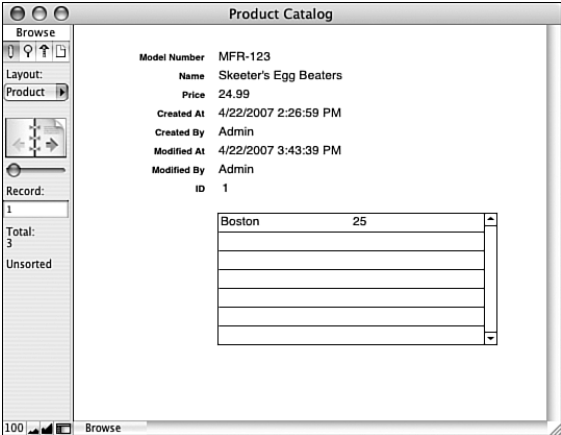 Product Catalog
Browse
Layout:
Product
Record:
1
Total:
3
Unsorted
Model Number MFR-123
Name Skeeter's Egg Beaters
Price 24.99
Created At 4/22/2007 2:26:59 PM
Created By Admin
Modified At 4/22/2007 3:43:39 PM
Modified By Admin
ID 1
Boston 25
100 Browse